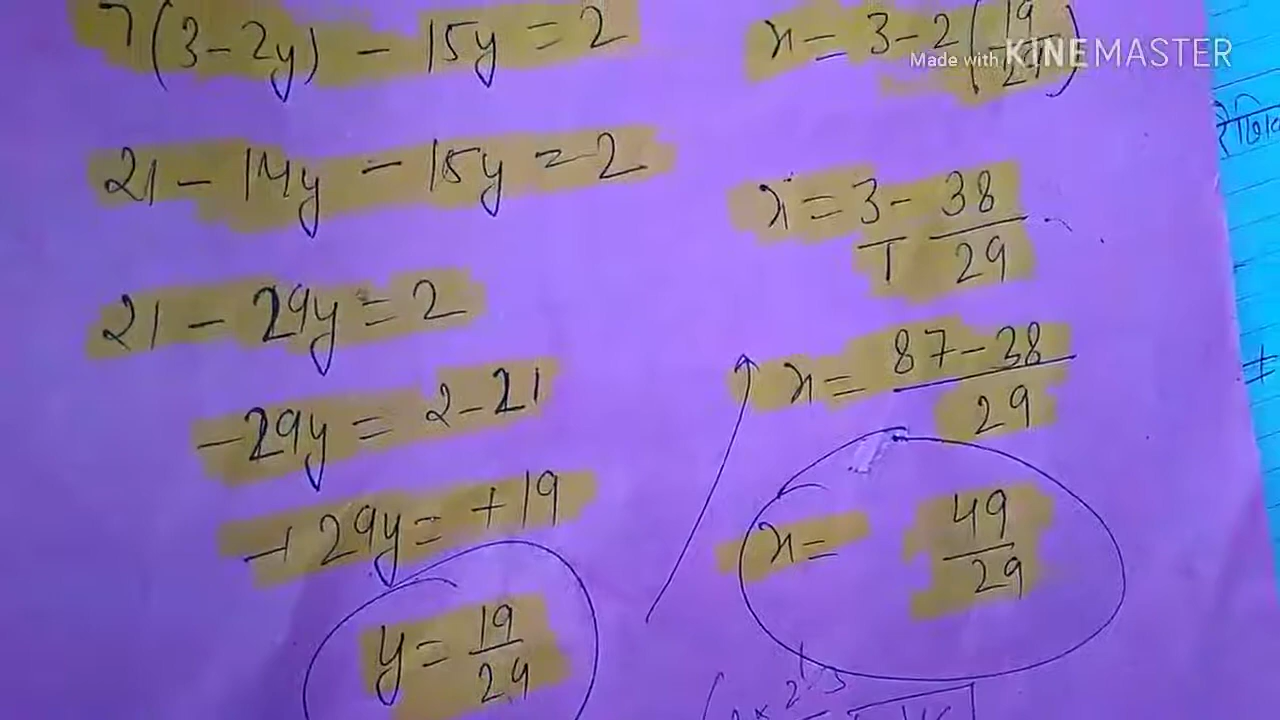 7(3-2y) - 15y = 2
21 - 14y - 15y = 2
21 - 29y = 2
-29y = 2-21
+29y = +19
y = 19/29
x = 3-2(19/29)
x = 3/1 - 38/29
x = 87-38/29
x = 49/29
Made with KINEMASTER